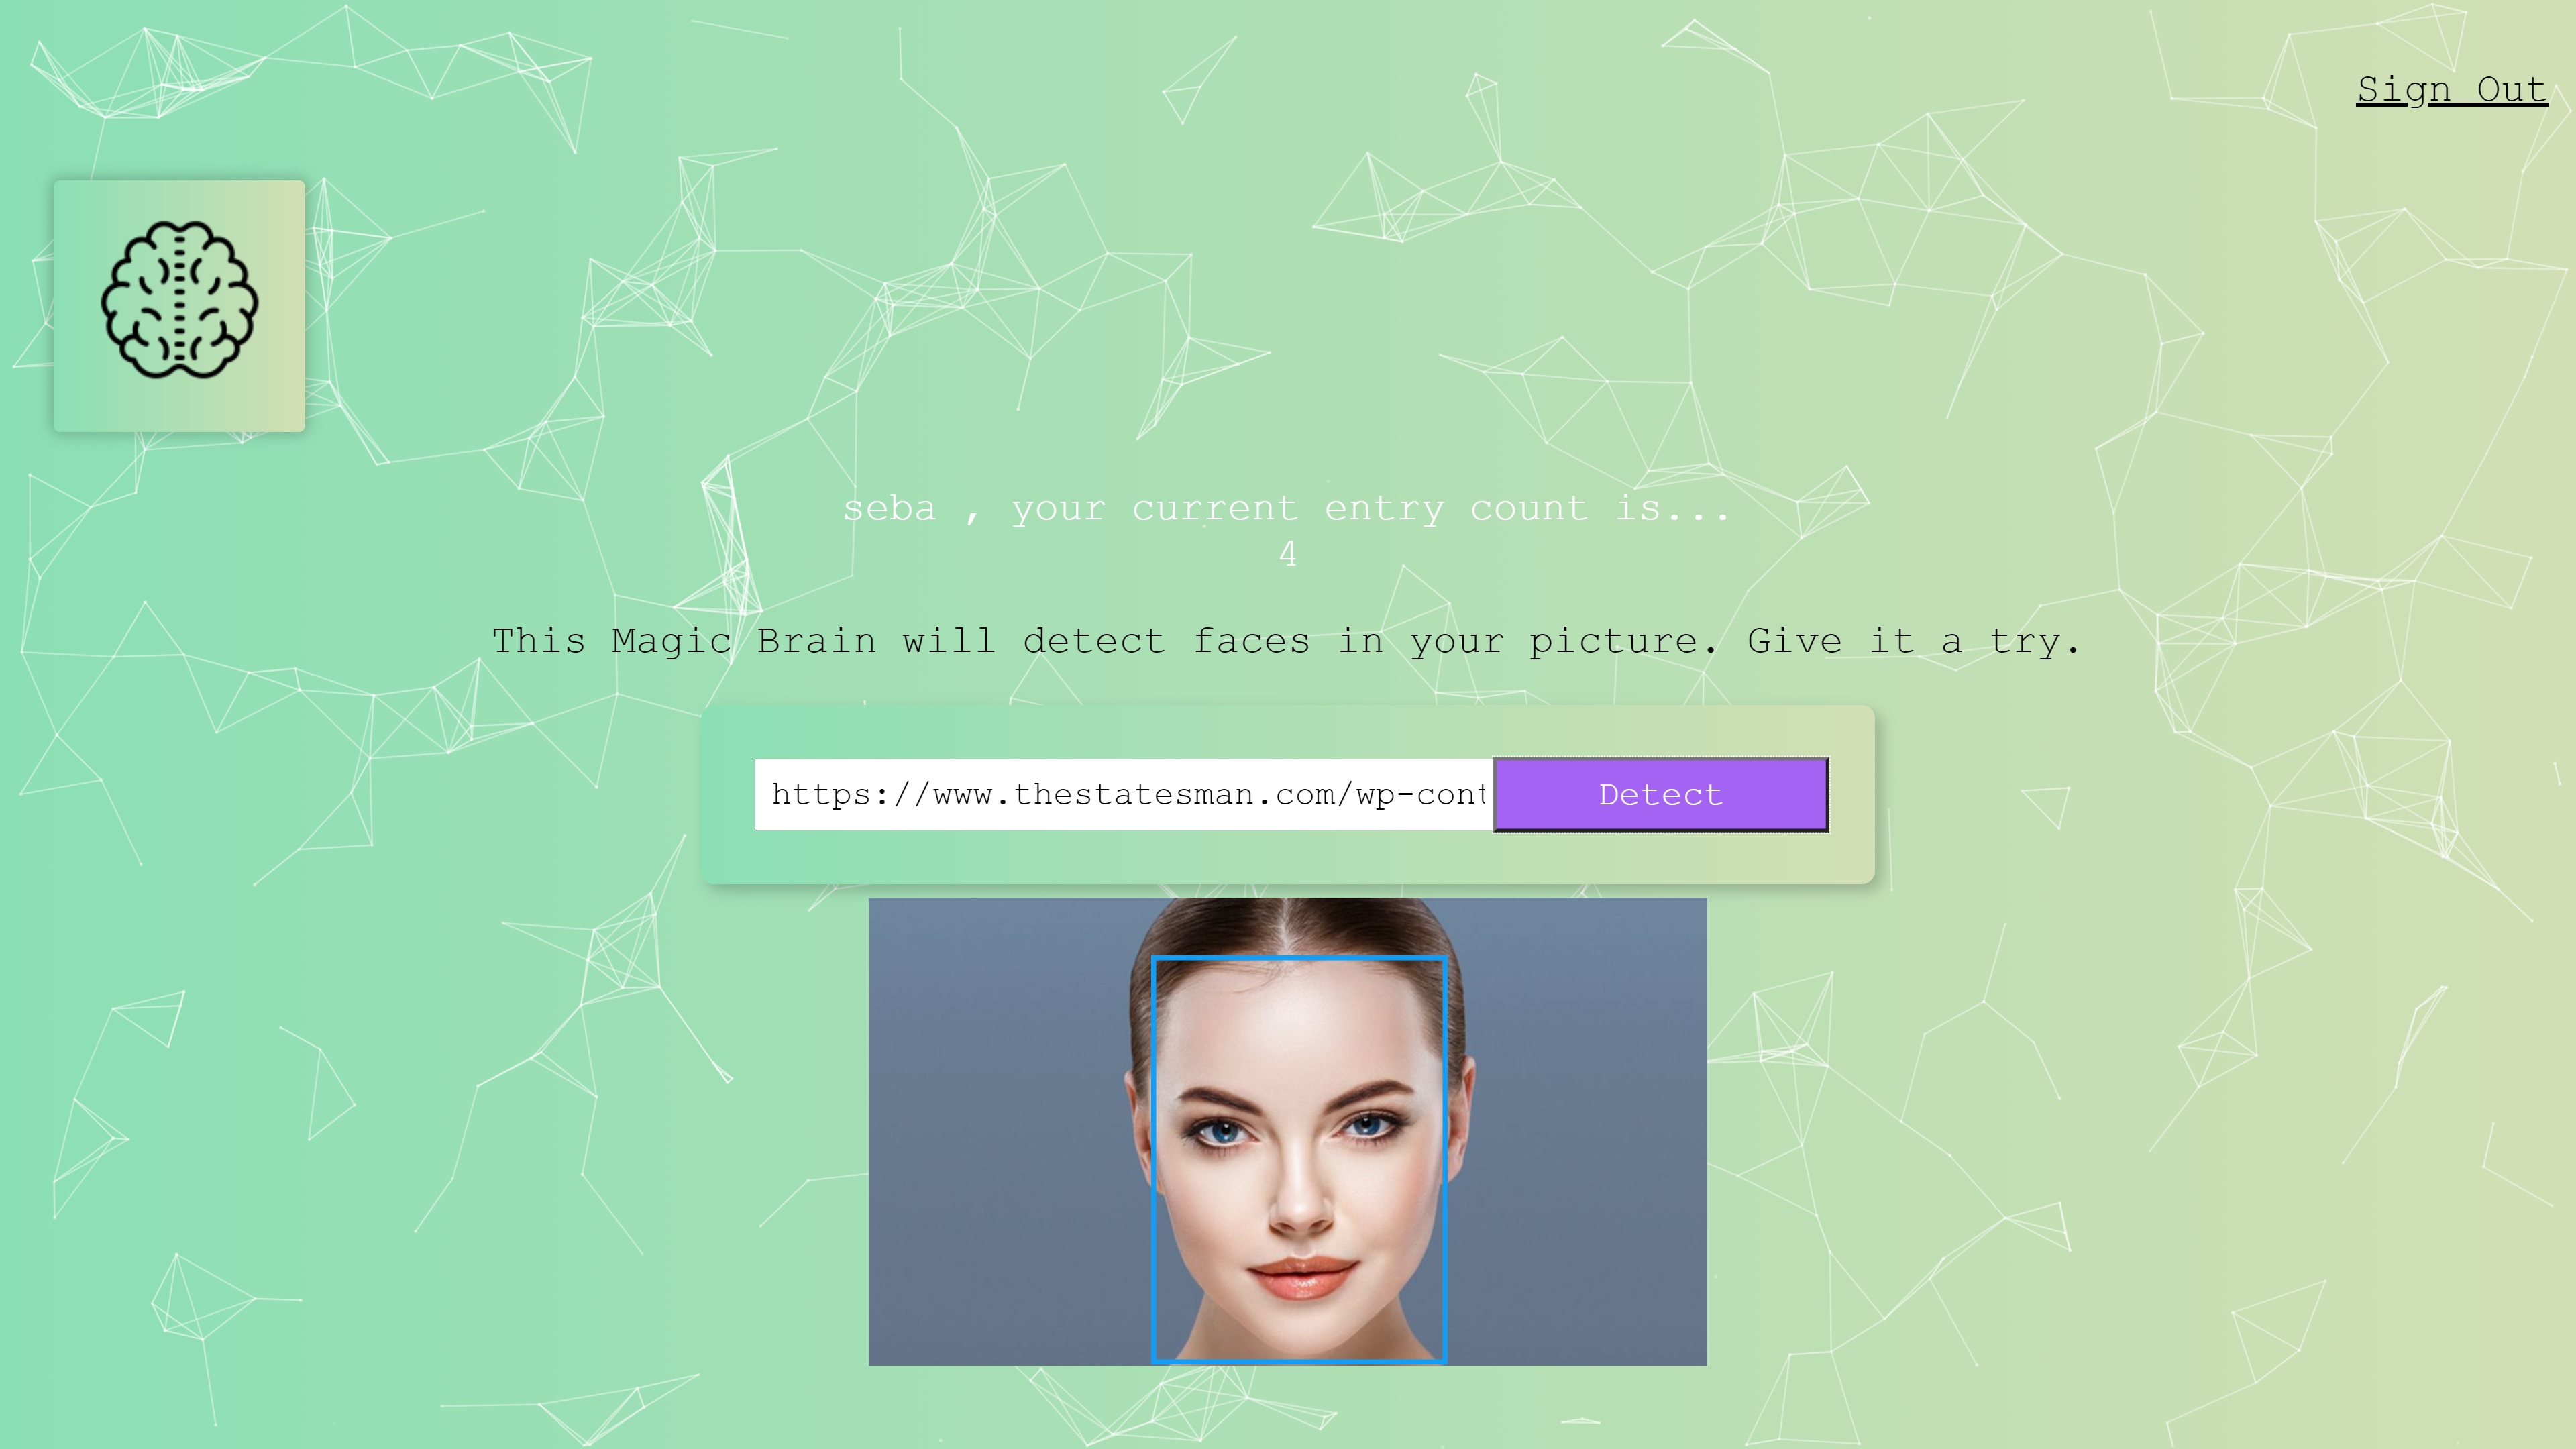 Sign Out
seba , your current entry count is...
4
This Magic Brain will detect faces in your picture. Give it a try.
https://www.thestatesman.com/wp-cont
Detect